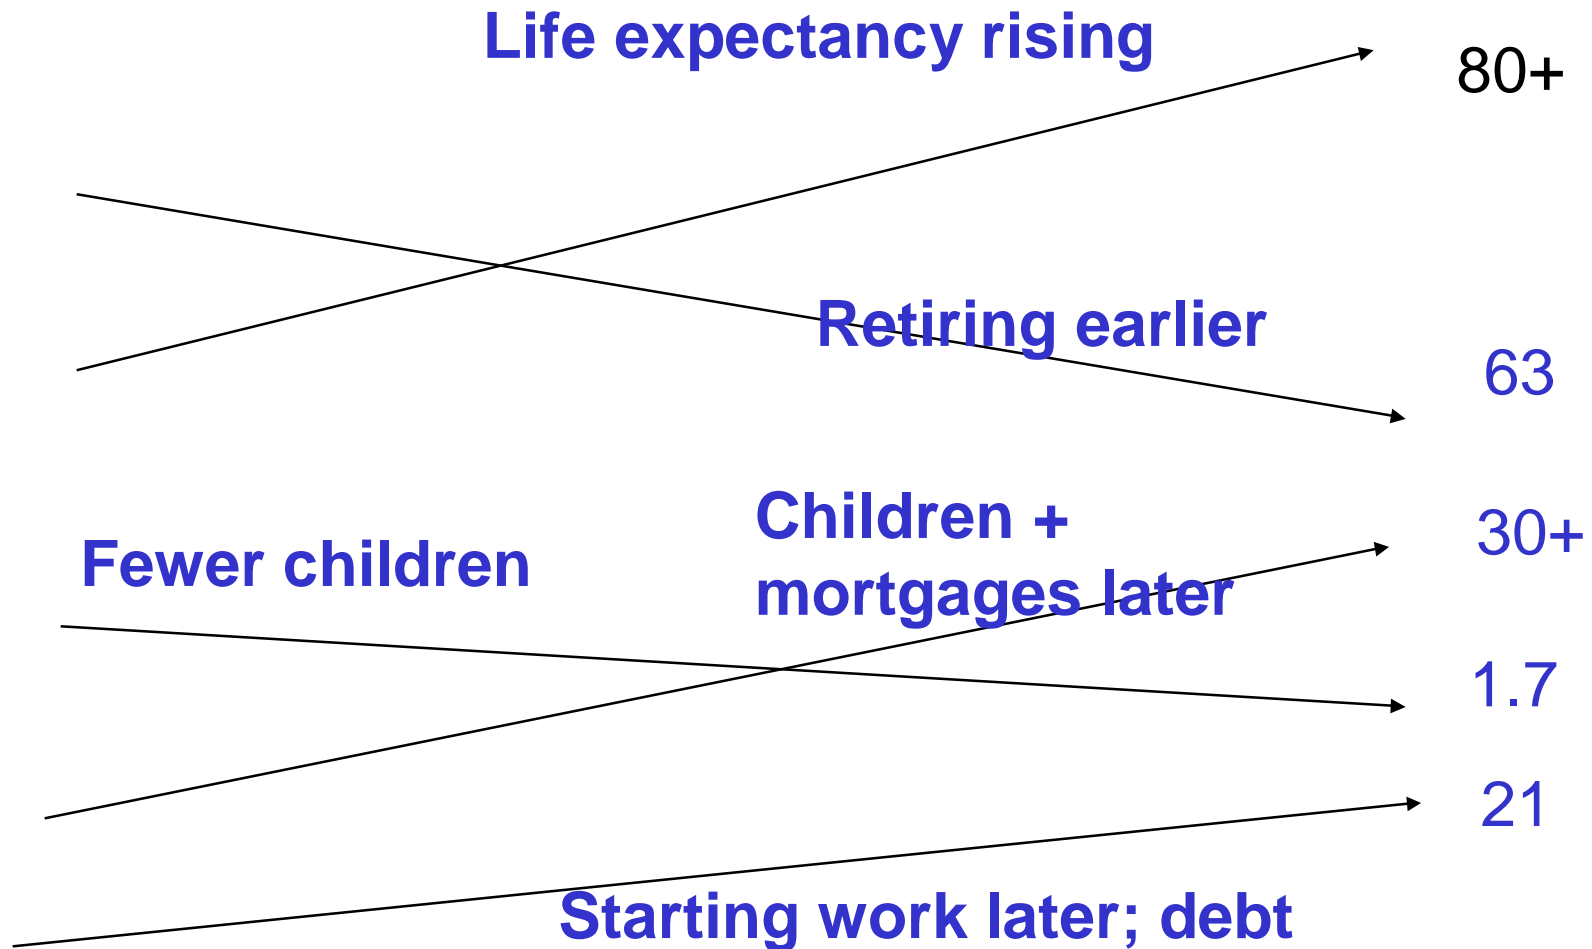 Life expectancy rising
80+
Retiring earlier
63
Children +
mortgages later
30+
Fewer children
1.7
21
Starting work later; debt